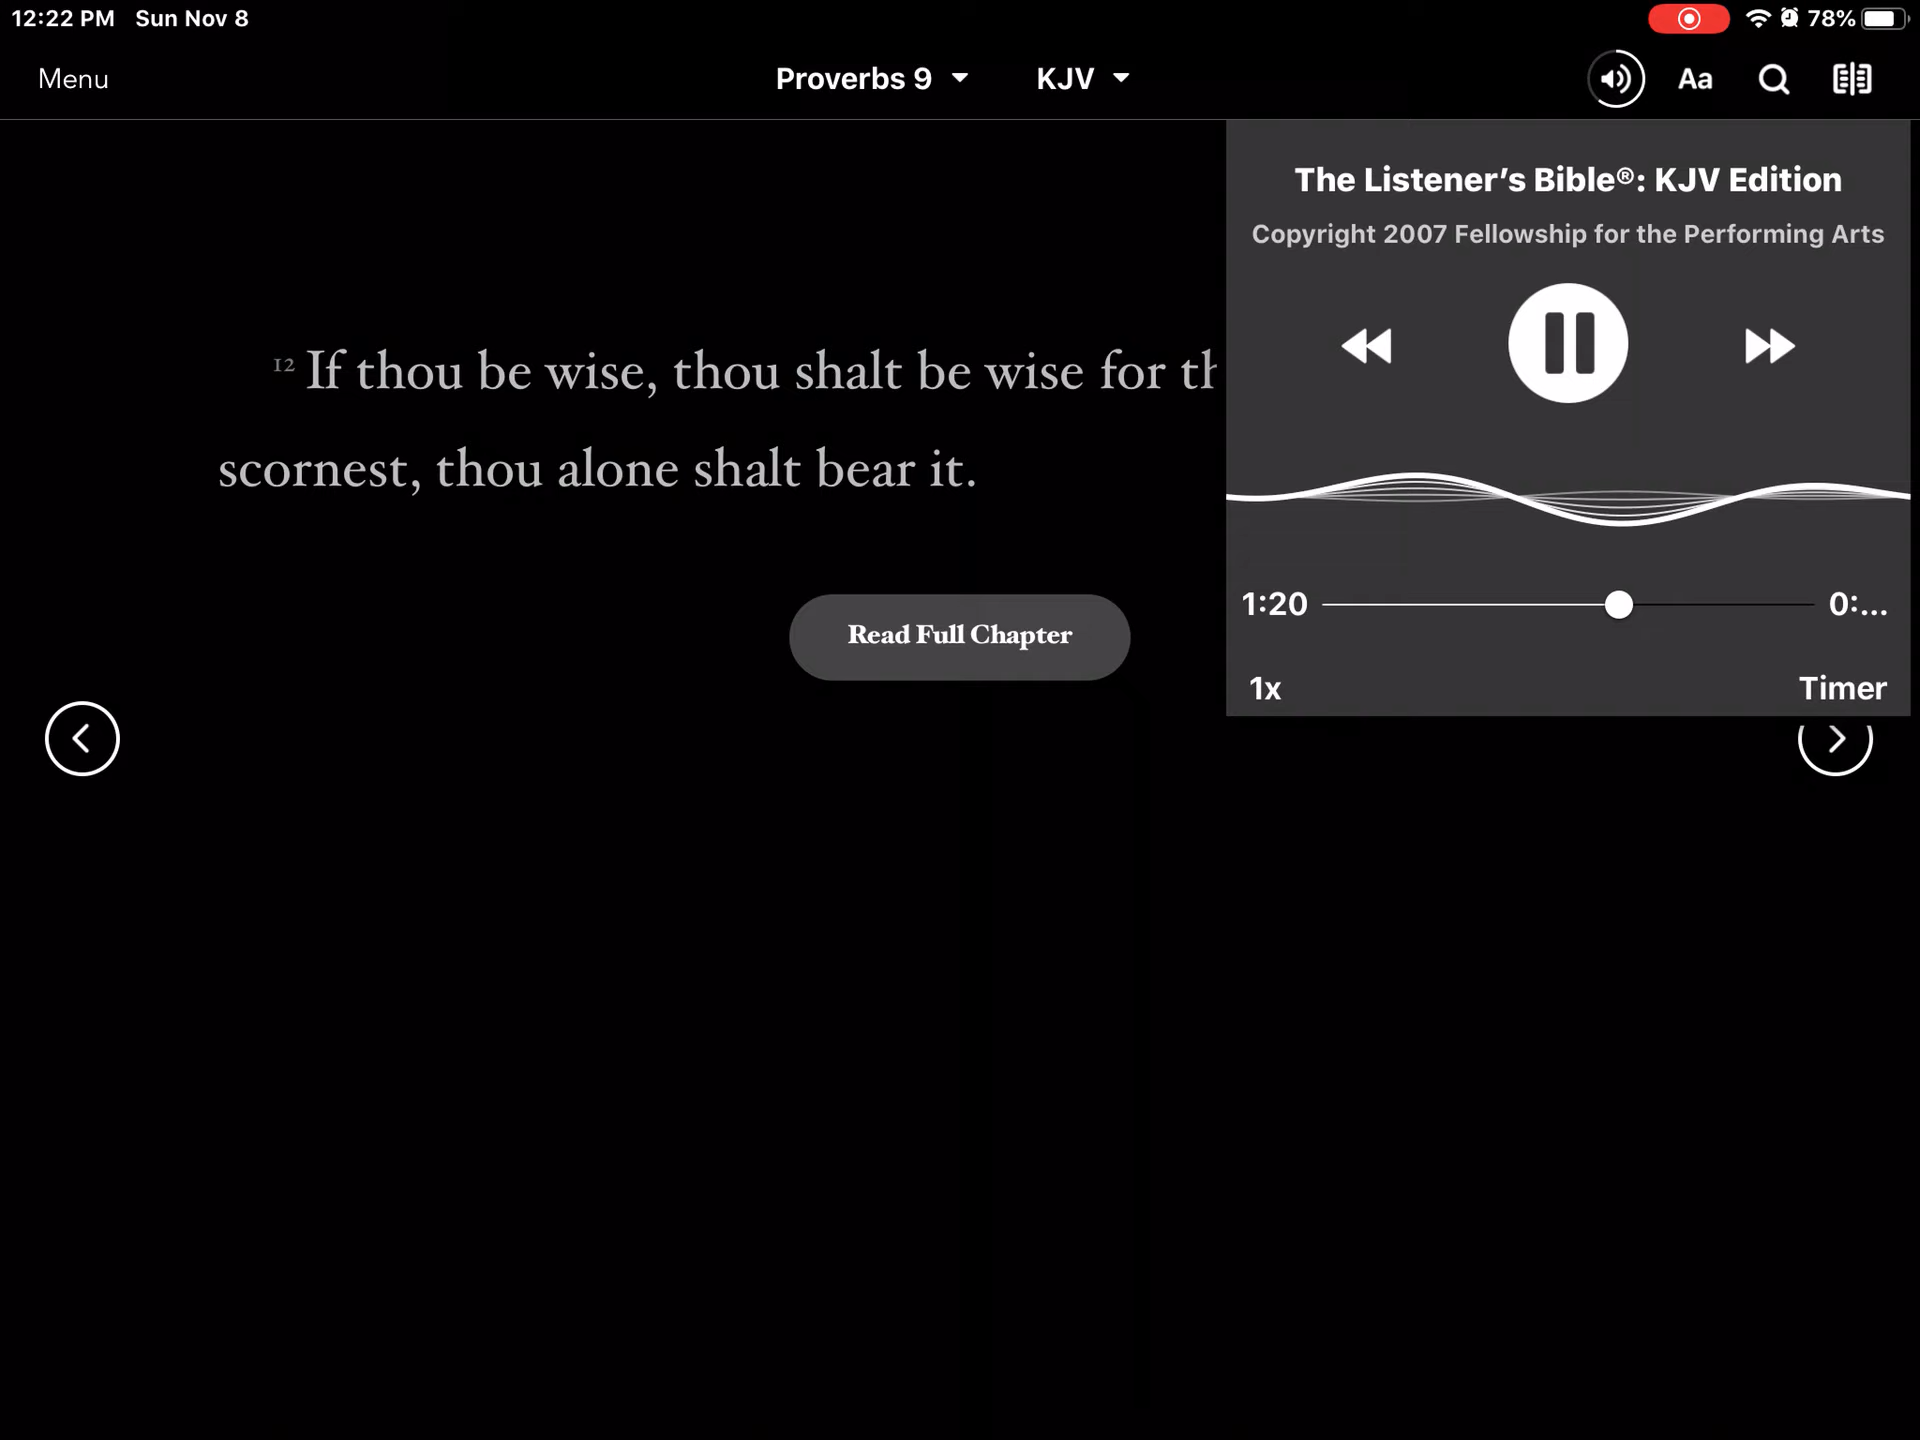 12:22 PM Sun Nov 8 78%
Menu Proverbs 9 KJV Aa
The Listener’s Bible®: KJV Edition
Copyright 2007 Fellowship for the Performing Arts
12 If thou be wise, thou shalt be wise for
scornest, thou alone shalt bear it.
1:20 0:...
Read Full Chapter
1x Timer